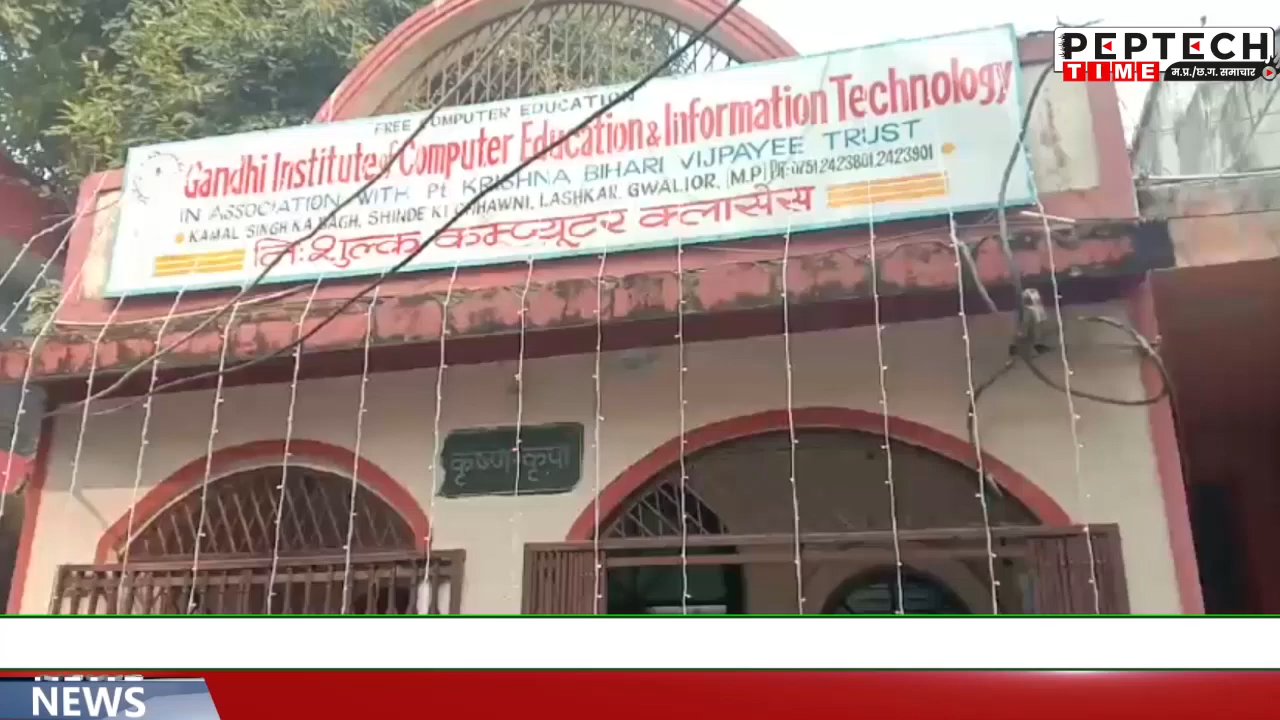 PEPTECH
TIME म.प्र./छ.ग. समाचार
FREE COMPUTER EDUCATION
Gandhi Institute of Computer Education & Information Technology
IN ASSOCIATION WITH Pt. KRISHNA BIHARI VIJPAYEE TRUST
KAMAL SINGH KA BAGH, SHINDE KI CHHAWNI, LASHKAR, GWALIOR, (M.P.) Ph:-0751,2423801,2423901
निःशुल्क कम्प्यूटर क्लासेस
कृष्ण-कृपा
NEWS